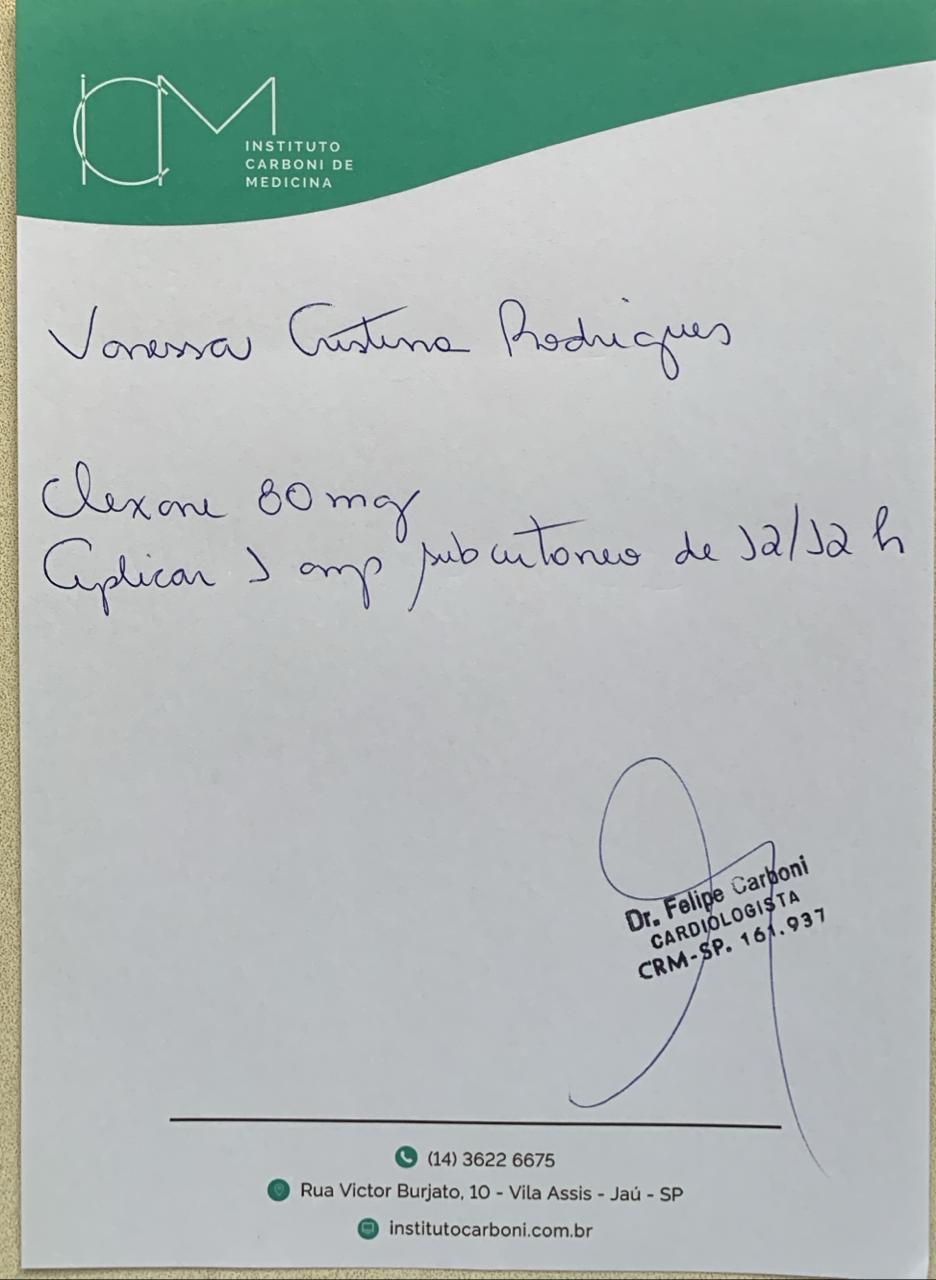 ICM
INSTITUTO
CARBONI DE
MEDICINA
Vanessa Cristina Rodrigues
Clexane 80 mg
Aplicar 1 amp subcutaneo de 12/12 h
Dr. Felipe Carboni
CARDIOLOGISTA
CRM-SP. 161.937
(14) 3622 6675
Rua Victor Burjato, 10 - Vila Assis - Jaú - SP
institutocarboni.com.br